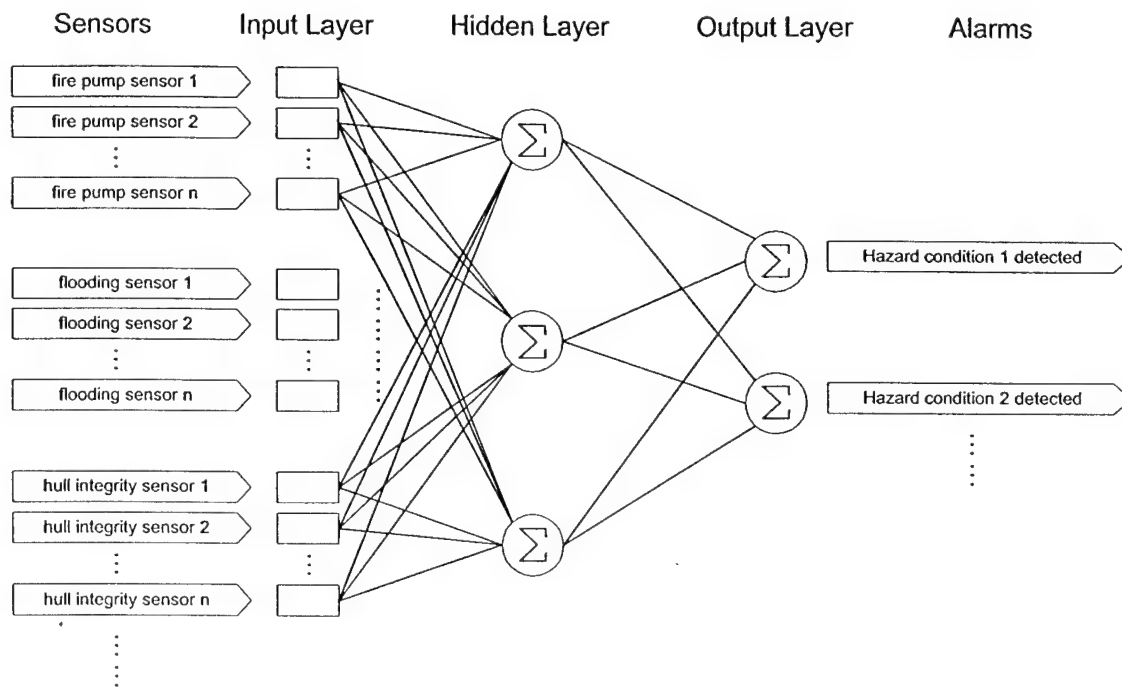 Sensors Input Layer Hidden Layer Output Layer Alarms
fire pump sensor 1
fire pump sensor 2
fire pump sensor n
flooding sensor 1
flooding sensor 2
flooding sensor n
hull integrity sensor 1
hull integrity sensor 2
hull integrity sensor n
Σ
Σ
Σ
Σ
Σ
Hazard condition 1 detected
Hazard condition 2 detected